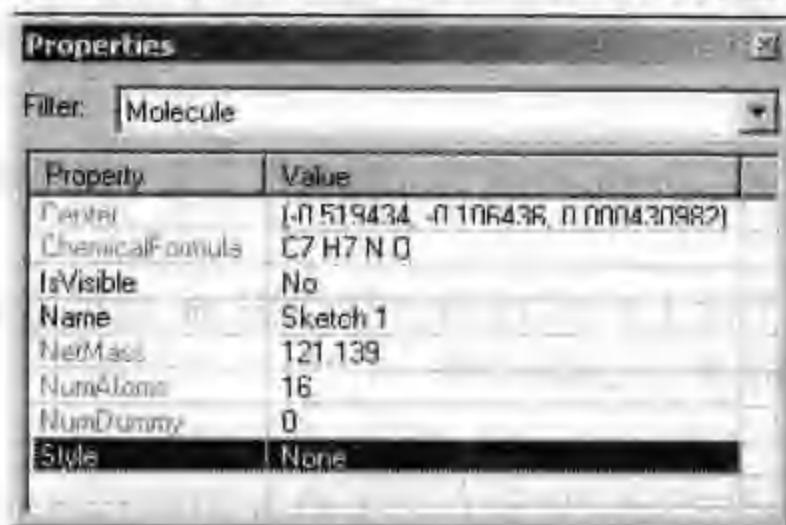 Properties
Filter: Molecule
Property Value
Center (-0.519434, -0.106436, 0.000430982)
ChemicalFormula C7 H7 N O
IsVisible No
Name Sketch 1
NetMass 121.139
NumAtoms 16
NumDummy 0
Style None